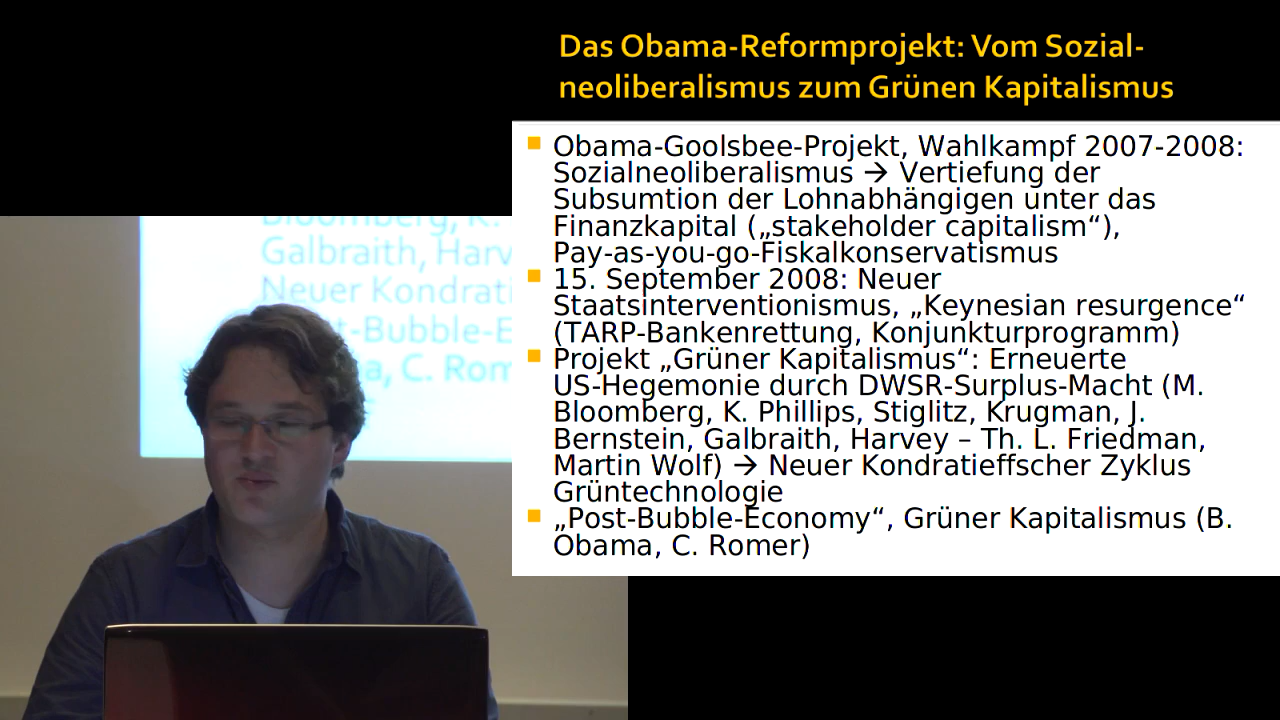 Das Obama-Reformprojekt: Vom Sozial-
neoliberalismus zum Grünen Kapitalismus
Obama-Goolsbee-Projekt, Wahlkampf 2007-2008:
Sozialneoliberalismus → Vertiefung der
Subsumtion der Lohnabhängigen unter das
Finanzkapital („stakeholder capitalism“),
Pay-as-you-go-Fiskalkonservatismus
15. September 2008: Neuer
Staatsinterventionismus, „Keynesian resurgence“
(TARP-Bankenrettung, Konjunkturprogramm)
Projekt „Grüner Kapitalismus“: Erneuerte
US-Hegemonie durch DWSR-Surplus-Macht (M.
Bloomberg, K. Phillips, Stiglitz, Krugman, J.
Bernstein, Galbraith, Harvey – Th. L. Friedman,
Martin Wolf) → Neuer Kondratieffscher Zyklus
Grüntechnologie
„Post-Bubble-Economy“, Grüner Kapitalismus (B.
Obama, C. Romer)
Bloomberg, K.
Galbraith, Harv
Neuer Kondrati
st-Bubble-E
a, C. Rom